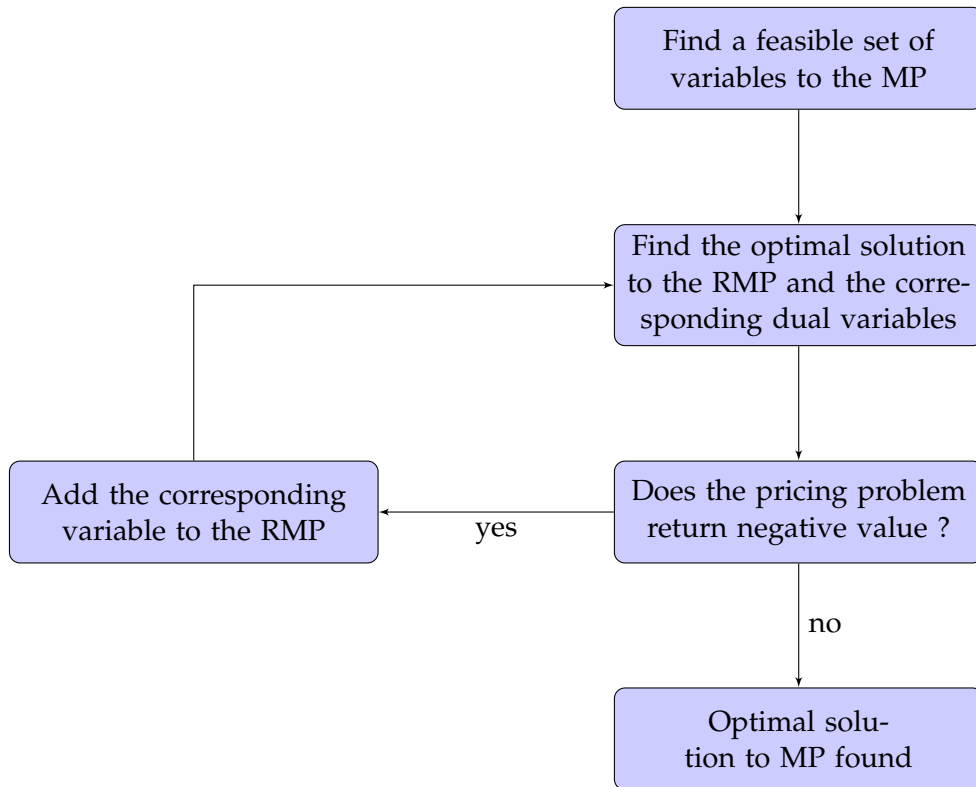 Find a feasible set of
variables to the MP
Find the optimal solution
to the RMP and the corre-
sponding dual variables
Add the corresponding
variable to the RMP
yes
Does the pricing problem
return negative value ?
no
Optimal solu-
tion to MP found